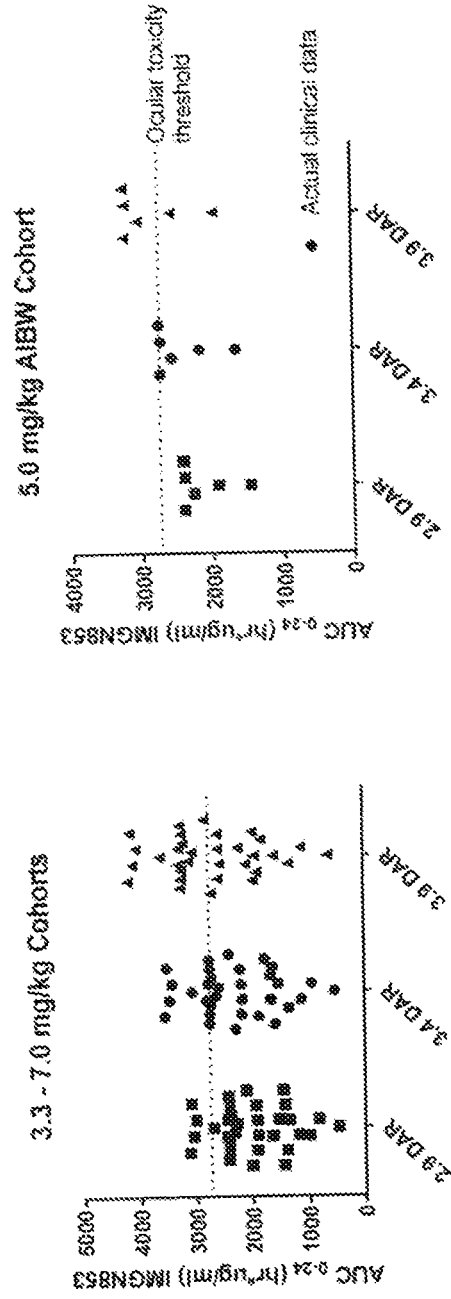 3.3 - 7.0 mg/kg Cohorts
AUC 0-24 (hr*ug/ml) IMGN853
5000
4000
3000
2000
1000
0
2.9 DAR
3.4 DAR
3.9 DAR
5.0 mg/kg AIBW Cohort
AUC 0-24 (hr*ug/ml) IMGN853
4000
3000
2000
1000
0
Ocular toxicity
threshold
Actual clinical data
2.9 DAR
3.4 DAR
3.9 DAR